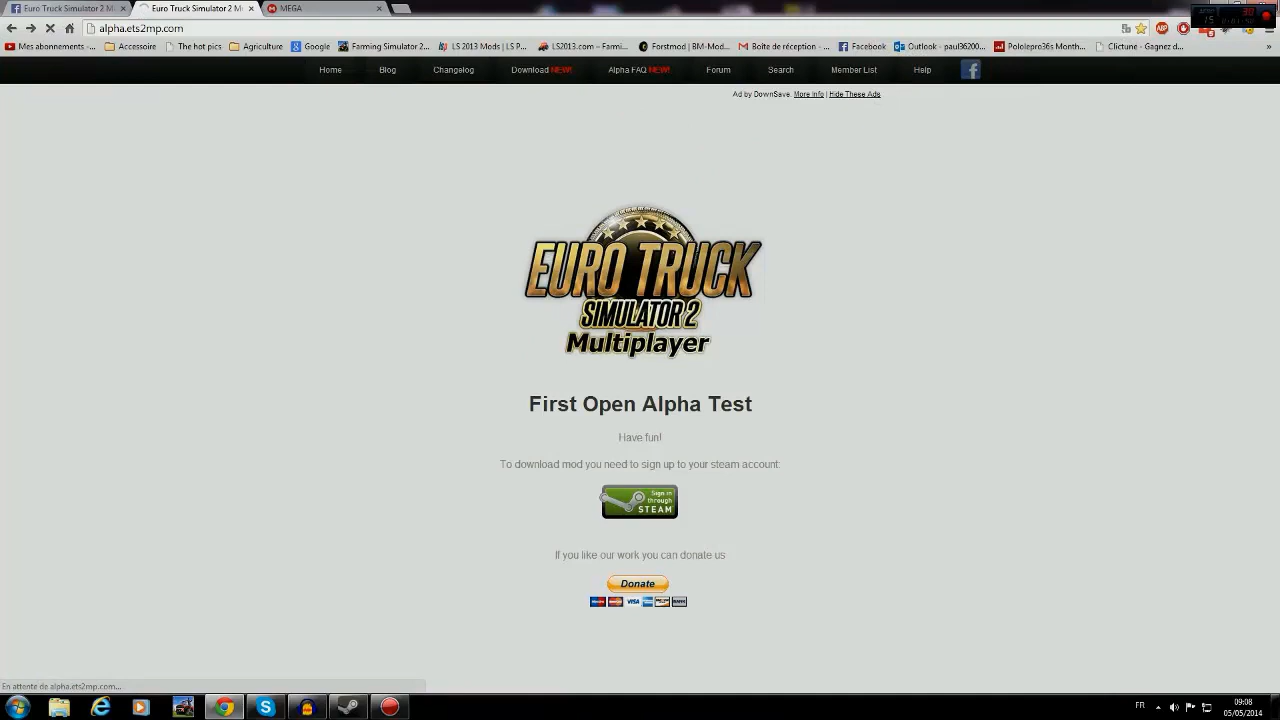 Euro Truck Simulator 2 M
Euro Truck Simulator 2 M
MEGA
alpha.ets2mp.com
Mes abonnements -
Accessoire
The hot pics
Agriculture
Google
Farming Simulator 2...
LS 2013 Mods | LS P...
LS2013.com – Farmi...
Forstmod | BM-Mod...
Boîte de réception -
Facebook
Outlook - paul36200...
Pololepro36s Month...
Clictune - Gagnez d...
»
Home
Blog
Changelog
Download NEW!
Alpha FAQ NEW!
Forum
Search
Member List
Help
Ad by DownSave. More Info | Hide These Ads
EURO TRUCK
SIMULATOR 2
Multiplayer
First Open Alpha Test
Have fun!
To download mod you need to sign up to your steam account:
Sign in
through
STEAM
If you like our work you can donate us
Donate
VISA
En attente de alpha.ets2mp.com...
FR
09:08
05/05/2014